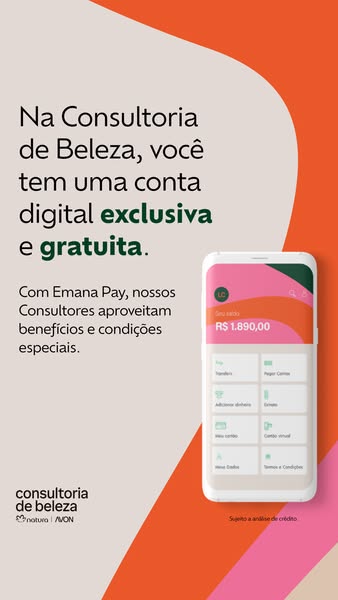 Na Consultoria
de Beleza, você
tem uma conta
digital exclusiva
e gratuita.
Com Emana Pay, nossos
Consultores aproveitam
benefícios e condições
especiais.
LC
Seu saldo
R$ 1.890,00
Transferir
Pagar Contas
Adicionar dinheiro
Extrato
Meu cartão
Cartão virtual
Meus Dados
Termos e Condições
consultoria
de beleza
natura | AVON
Sujeito a análise de crédito.